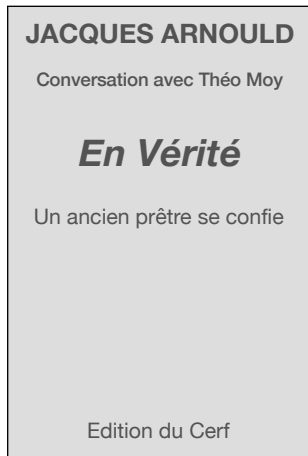 JACQUES ARNOULD
Conversation avec Théo Moy
En Vérité
Un ancien prêtre se confie
Edition du Cerf